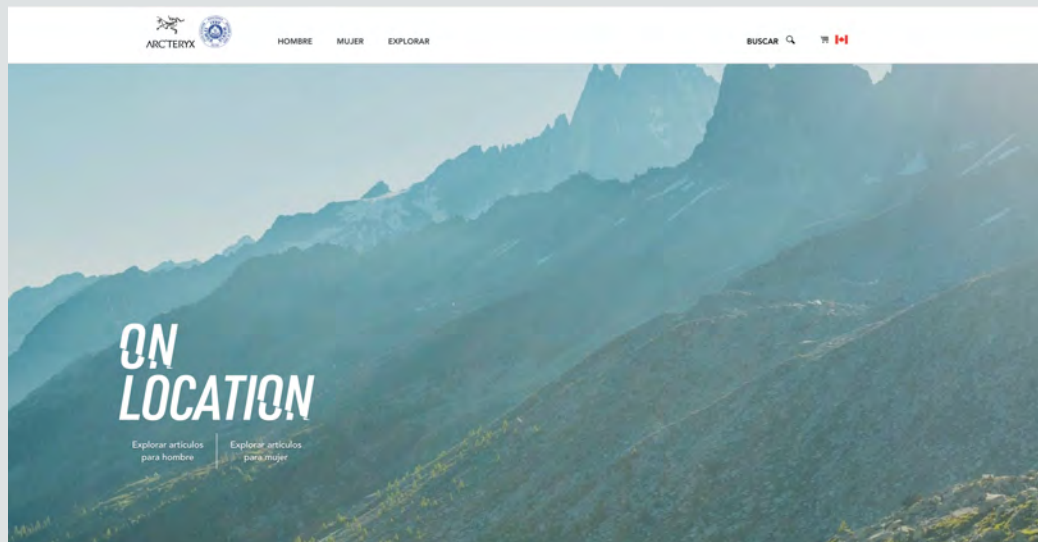 ARC'TERYX
HOMBRE MUJER EXPLORAR
BUSCAR
ON
LOCATION
Explorar artículos
para hombre
Explorar artículos
para mujer